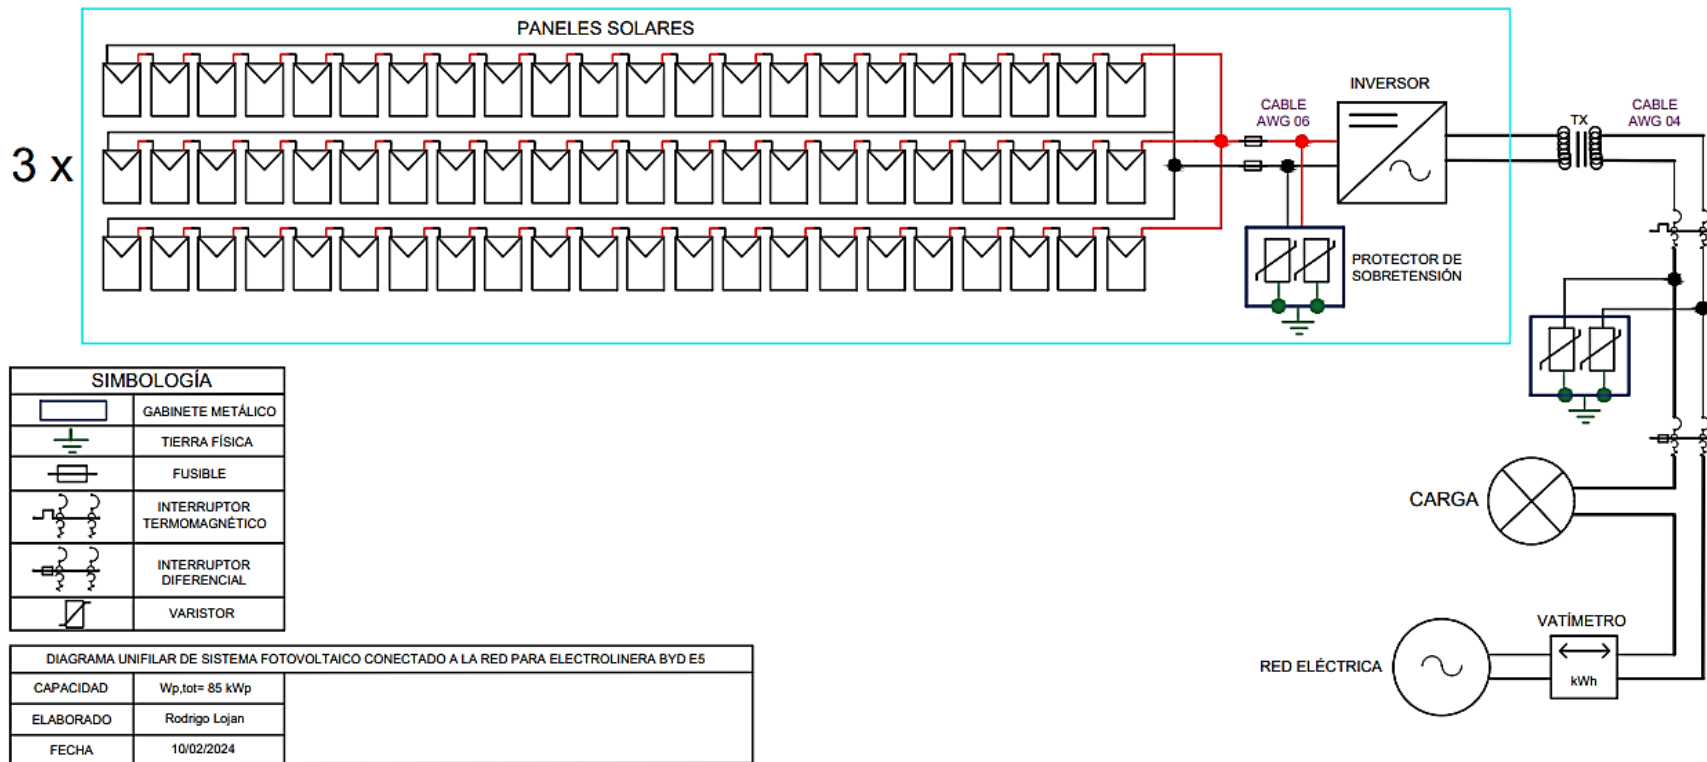 PANELES SOLARES
3 x
CABLE
AWG 06
INVERSOR
TX
CABLE
AWG 04
PROTECTOR DE
SOBRETENSIÓN
SIMBOLOGÍA
GABINETE METÁLICO
TIERRA FÍSICA
FUSIBLE
INTERRUPTOR
TERMOMAGNÉTICO
INTERRUPTOR
DIFERENCIAL
VARISTOR
CARGA
VATÍMETRO
RED ELÉCTRICA
kWh
DIAGRAMA UNIFILAR DE SISTEMA FOTOVOLTAICO CONECTADO A LA RED PARA ELECTROLINERA BYD E5
CAPACIDAD Wp,tot= 85 kWp
ELABORADO Rodrigo Lojan
FECHA 10/02/2024